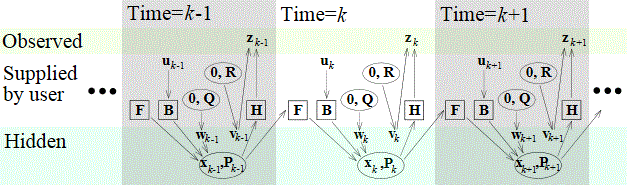 Time=k-1 Time=k Time=k+1
Observed z_{k-1} z_k z_{k+1}
Supplied by user
u_{k-1} u_k u_{k+1}
0, R 0, R 0, R
0, Q 0, Q 0, Q
F B H F B H F B H
Hidden
w_{k-1} v_{k-1} w_k v_k w_{k+1} v_{k+1}
x_{k-1},P_{k-1} x_k,P_k x_{k+1},P_{k+1}